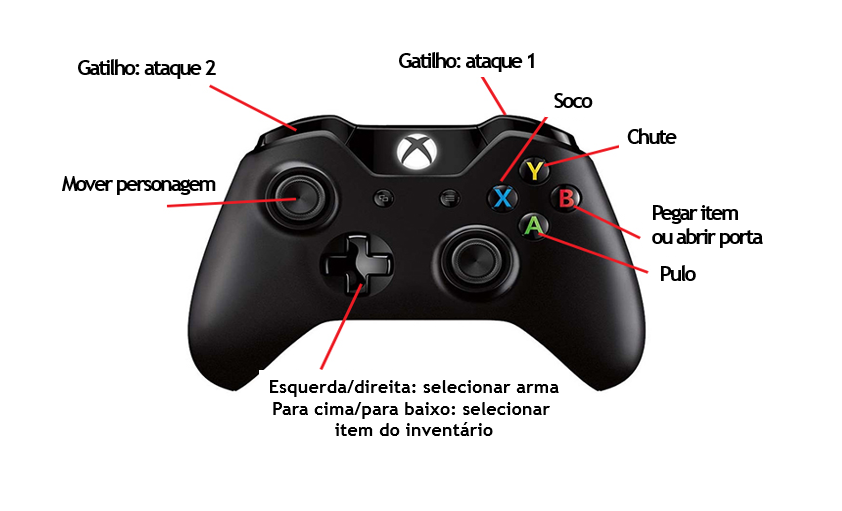 Gatilho: ataque 2
Gatilho: ataque 1
Soco
Chute
Mover personagem
Y
X
B
A
Pegar item
ou abrir porta
Pulo
Esquerda/direita: selecionar arma
Para cima/para baixo: selecionar
item do inventário